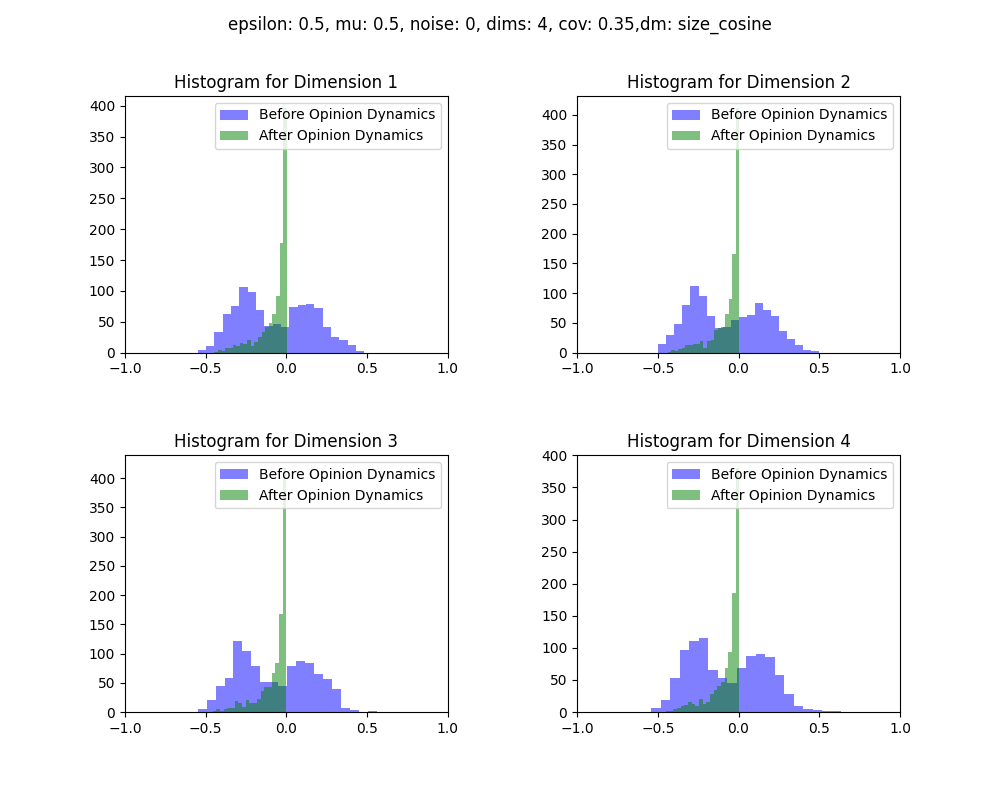 epsilon: 0.5, mu: 0.5, noise: 0, dims: 4, cov: 0.35,dm: size_cosine
Histogram for Dimension 1
Before Opinion Dynamics
After Opinion Dynamics
400
350
300
250
200
150
100
50
0
−1.0 −0.5 0.0 0.5 1.0
Histogram for Dimension 2
Before Opinion Dynamics
After Opinion Dynamics
400
350
300
250
200
150
100
50
0
−1.0 −0.5 0.0 0.5 1.0
Histogram for Dimension 3
Before Opinion Dynamics
After Opinion Dynamics
400
350
300
250
200
150
100
50
0
−1.0 −0.5 0.0 0.5 1.0
Histogram for Dimension 4
Before Opinion Dynamics
After Opinion Dynamics
400
350
300
250
200
150
100
50
0
−1.0 −0.5 0.0 0.5 1.0